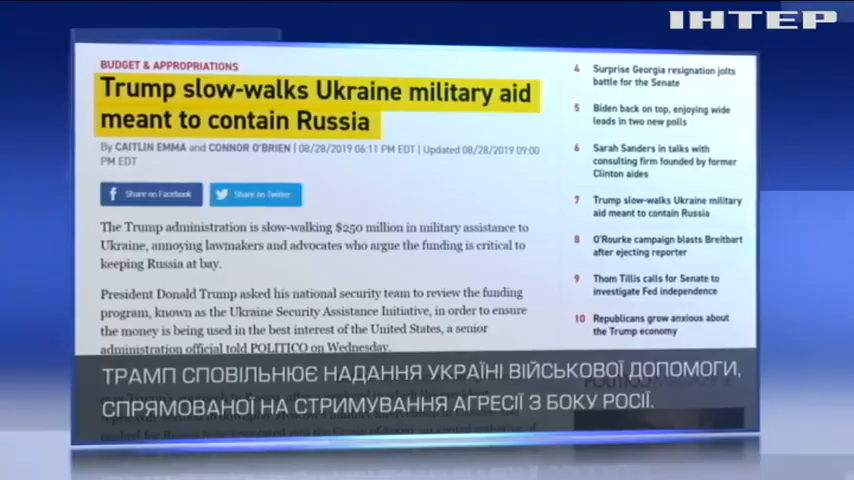 ІНТЕР
BUDGET & APPROPRIATIONS
Trump slow-walks Ukraine military aid
meant to contain Russia
By CAITLIN EMMA and CONNOR O'BRIEN | 08/28/2019 06:11 PM EDT | Updated 08/28/2019 09:00
PM EDT
Share on Facebook
Share on Twitter
The Trump administration is slow-walking $250 million in military assistance to
Ukraine, annoying lawmakers and advocates who argue the funding is critical to
keeping Russia at bay.
President Donald Trump asked his national security team to review the funding
program, known as the Ukraine Security Assistance Initiative, in order to ensure
the money is being used in the best interest of the United States, a senior
administration official told POLITICO on Wednesday.
4 Surprise Georgia resignation jolts
battle for the Senate
5 Biden back on top, enjoying wide
leads in two new polls
6 Sarah Sanders in talks with
consulting firm founded by former
Clinton aides
7 Trump slow-walks Ukraine military
aid meant to contain Russia
8 O'Rourke campaign blasts Breitbart
after ejecting reporter
9 Thom Tillis calls for Senate to
investigate Fed independence
10 Republicans grow anxious about
the Trump economy
ТРАМП СПОВІЛЬНЮЄ НАДАННЯ УКРАЇНІ ВІЙСЬКОВОЇ ДОПОМОГИ,
СПРЯМОВАНОЇ НА СТРИМУВАННЯ АГРЕСІЇ З БОКУ РОСІЇ.